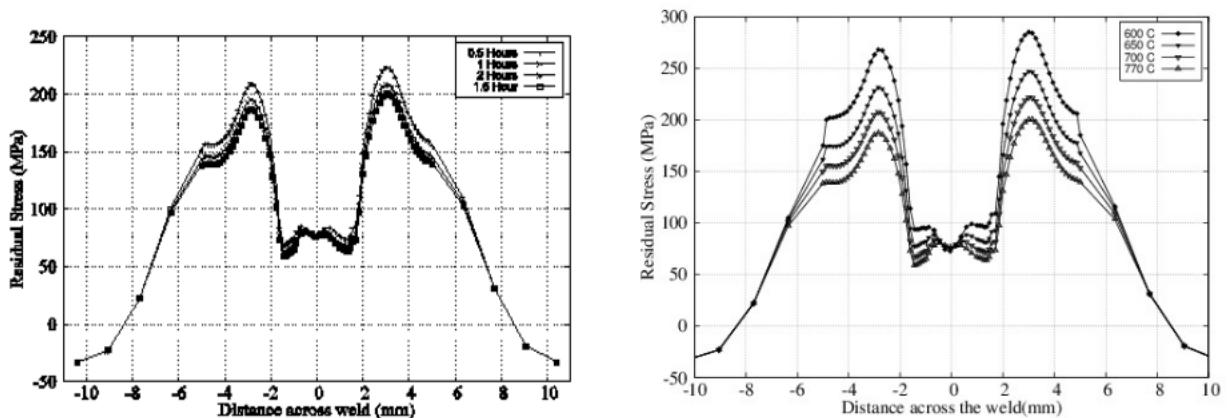 250
200
150
100
50
0
-50
-10 -8 -6 -4 -2 0 2 4 6 8 10
Residual Stress (MPa)
Distance across weld (mm)
0.5 Hours
1 Hours
2 Hours
1.5 Hour
300
250
200
150
100
50
0
-50
-10 -8 -6 -4 -2 0 2 4 6 8 10
Residual Stress (MPa)
Distance across the weld(mm)
600 C
650 C
700 C
770 C